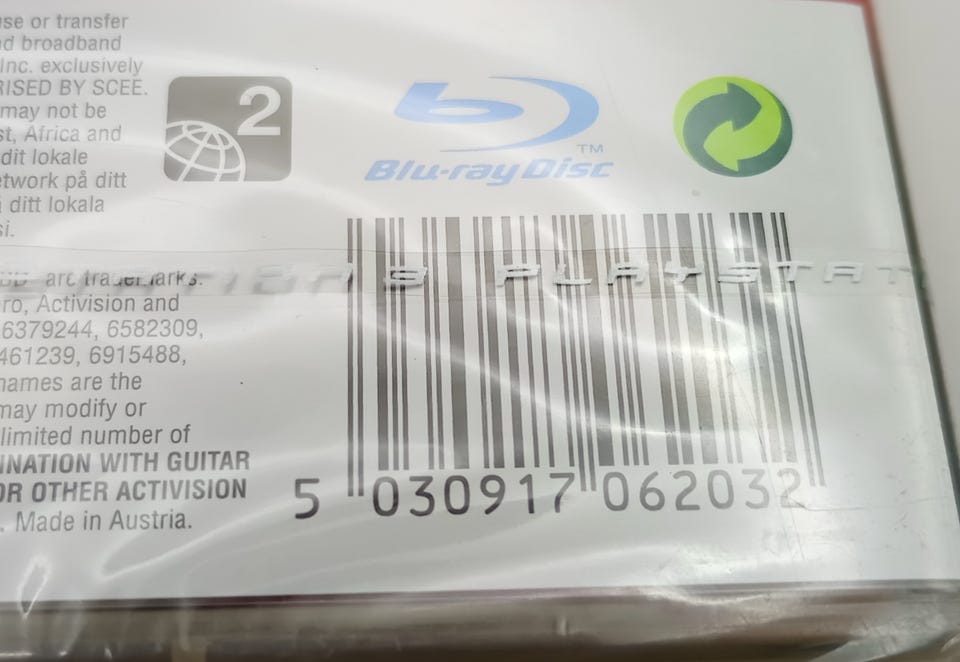 se or transfer
d broadband
Inc. exclusively
RISED BY SCEE.
may not be
st, Africa and
dit lokale
etwork på ditt
ditt lokala
si.
2
TM
Blu-ray Disc
are trademarks.
ro, Activision and
6379244, 6582309,
461239, 6915488,
names are the
may modify or
limited number of
INATION WITH GUITAR
OR OTHER ACTIVISION
. Made in Austria.
3 PLAYSTAT
5 030917 062032